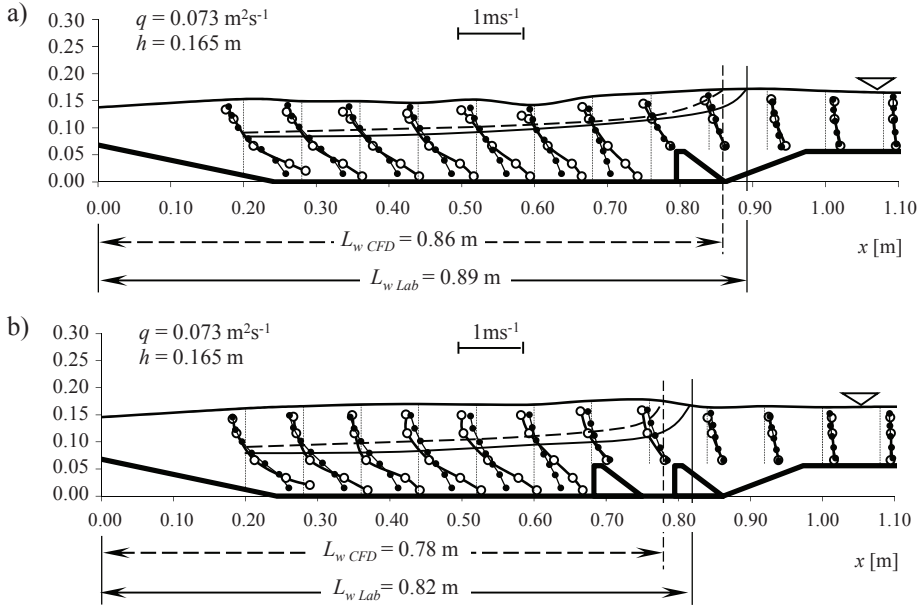 a)
q = 0.073 m²s⁻¹
h = 0.165 m
1ms⁻¹
0.30
0.25
0.20
0.15
0.10
0.05
0.00
0.00 0.10 0.20 0.30 0.40 0.50 0.60 0.70 0.80 0.90 1.00 1.10
L_w CFD = 0.86 m
x [m]
L_w Lab = 0.89 m
b)
q = 0.073 m²s⁻¹
h = 0.165 m
1ms⁻¹
0.30
0.25
0.20
0.15
0.10
0.05
0.00
0.00 0.10 0.20 0.30 0.40 0.50 0.60 0.70 0.80 0.90 1.00 1.10
L_w CFD = 0.78 m
x [m]
L_w Lab = 0.82 m